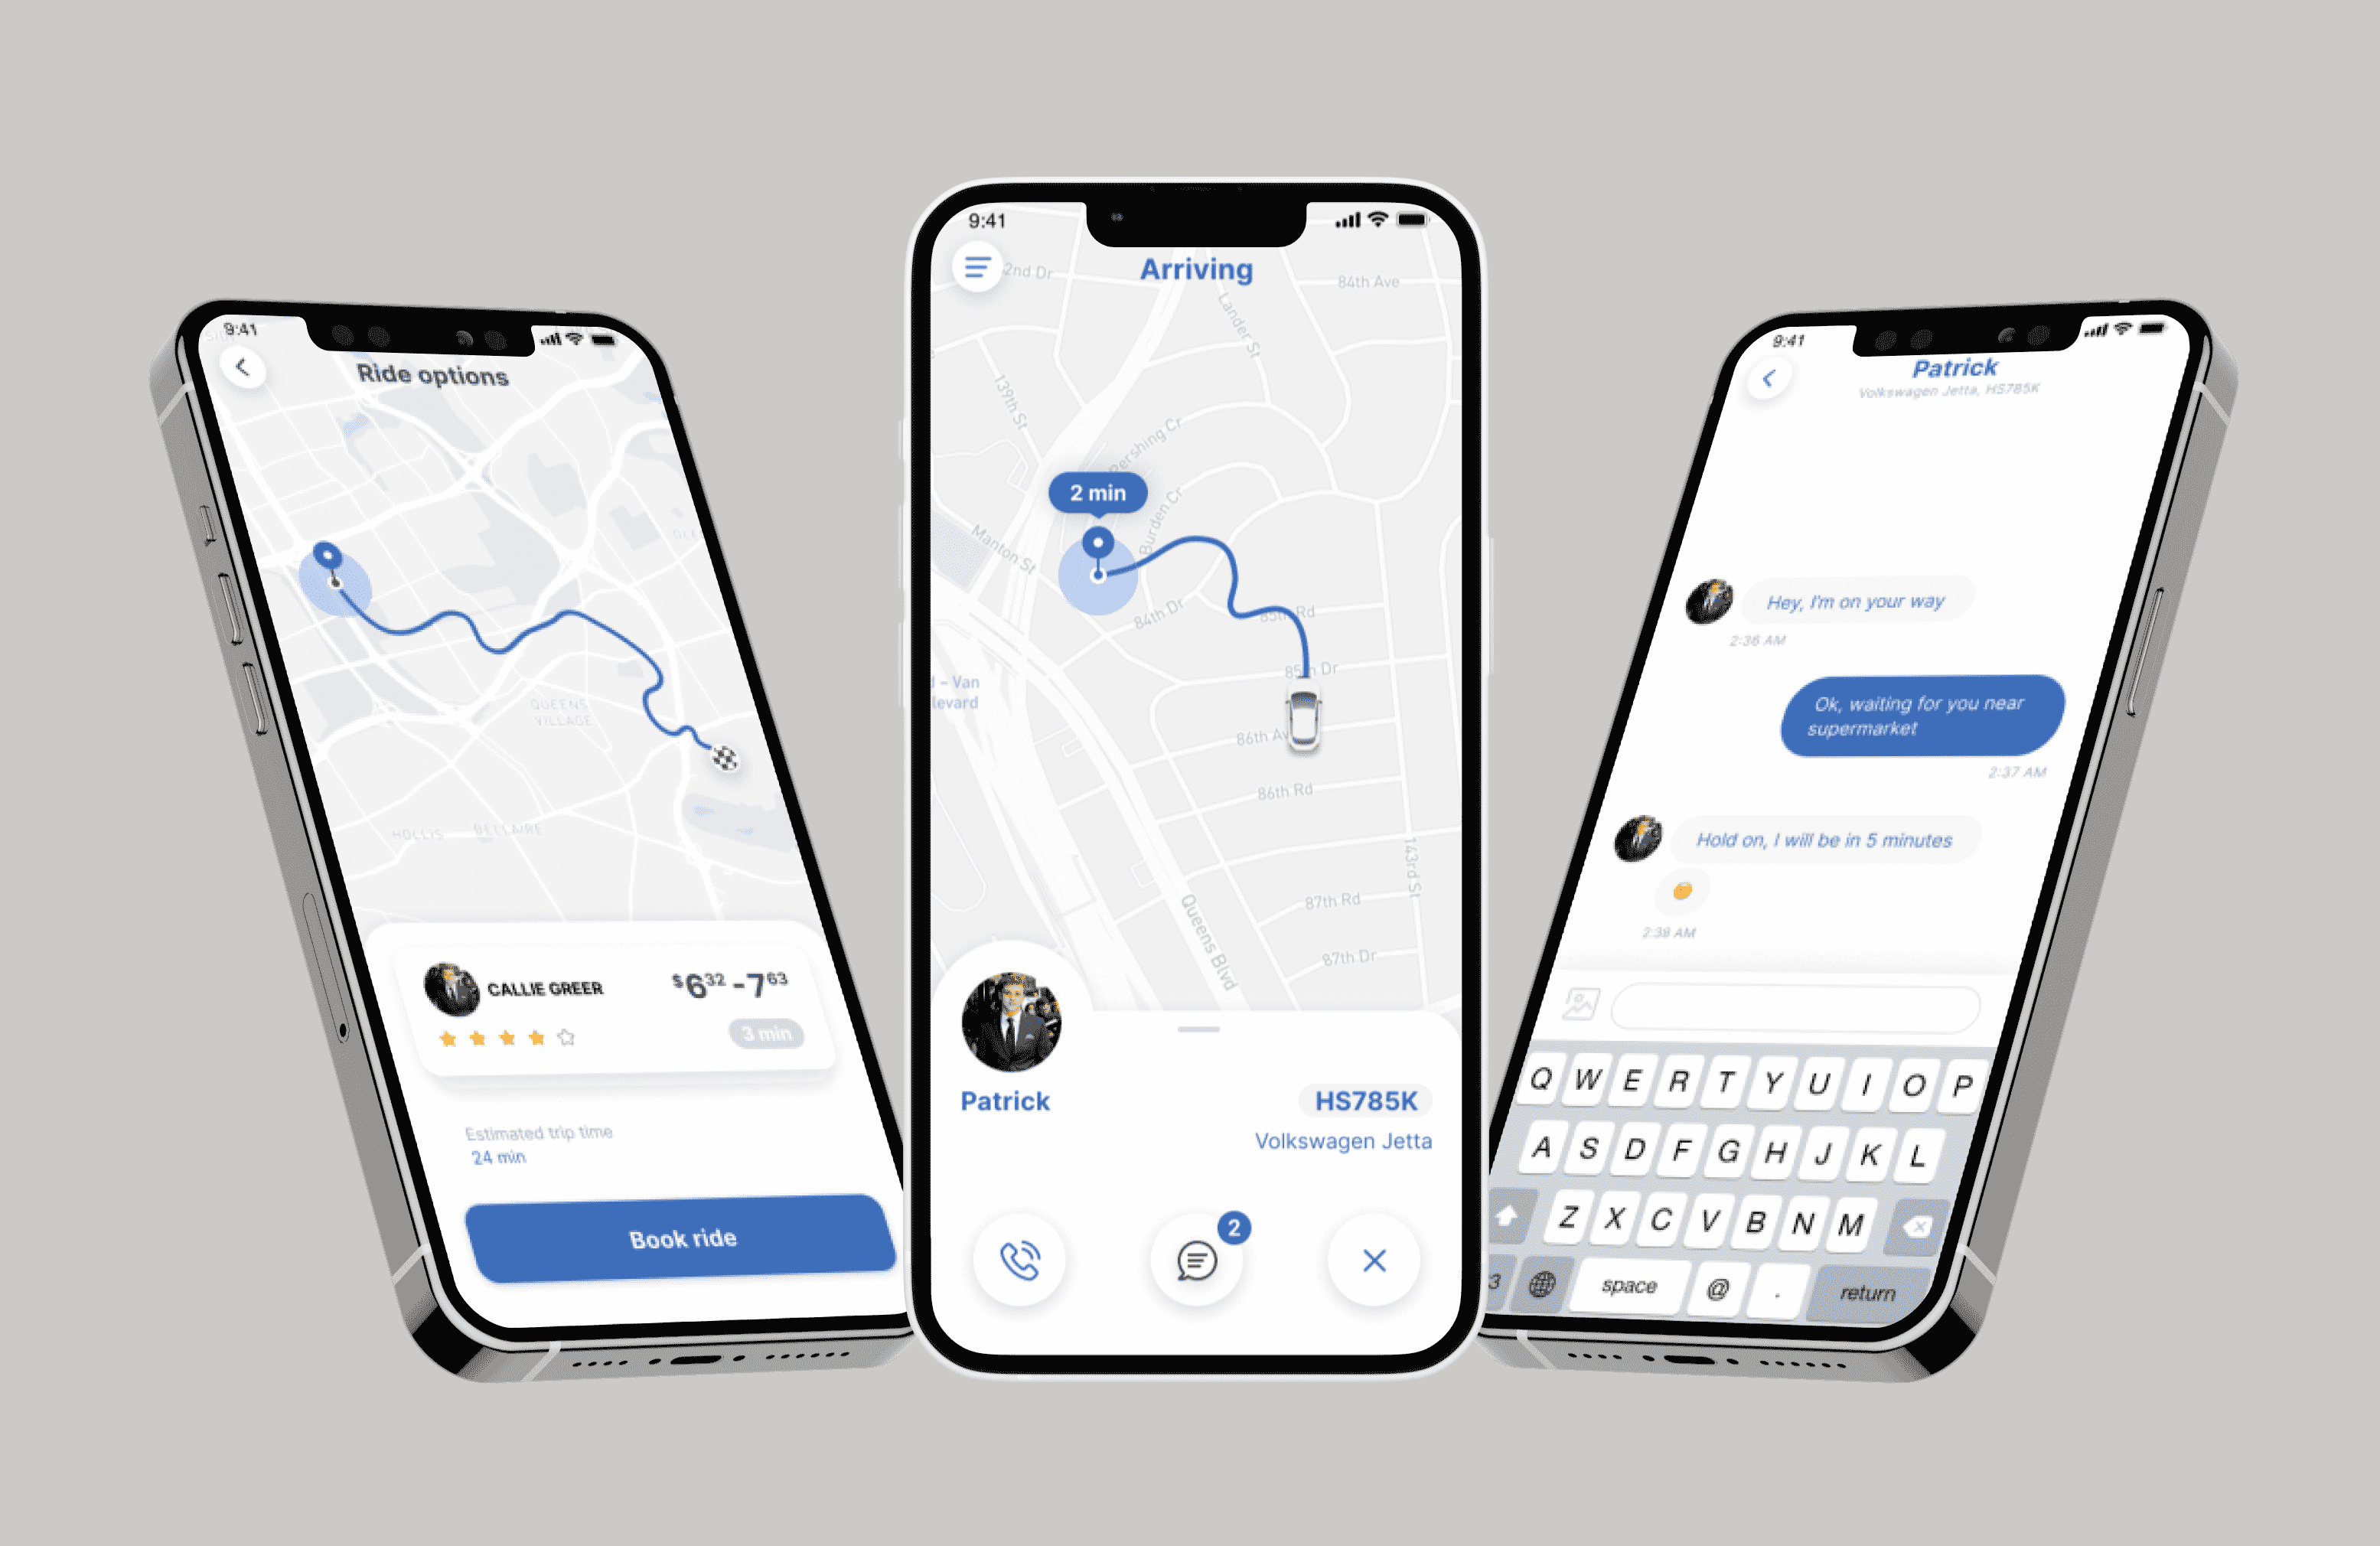 9:41
Ride options
QUEENS
VILLAGE
HOLLIS
BELLAIRE
CALLIE GREER
$6 32 -7 63
3 min
Estimated trip time
24 min
Book ride
9:41
Arriving
2nd Dr
84th Ave
Lander St
139th St
Pershing Cr
2 min
Burden Cr
Manton St
84th Dr
85th Rd
85th Dr
d – Van
levard
86th Av
86th Rd
143rd St
87th Rd
Queens Blvd
87th Dr
Patrick
HS785K
Volkswagen Jetta
2
9:41
Patrick
Volkswagen Jetta, HS785K
Hey, I'm on your way
2:36 AM
Ok, waiting for you near
supermarket
2:37 AM
Hold on, I will be in 5 minutes
2:38 AM
Q W E R T Y U I O P
A S D F G H J K L
Z X C V B N M
3 space @ . return